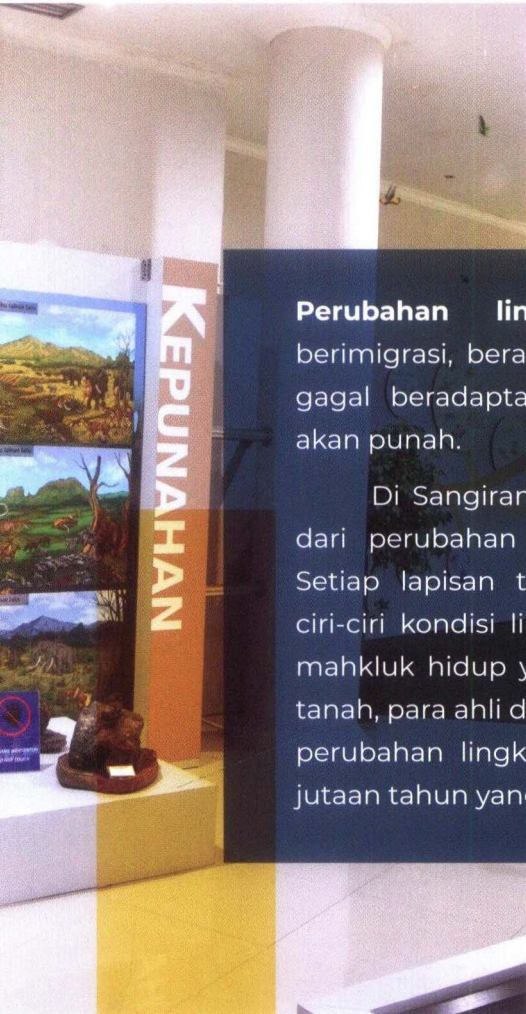 KEPUNAHAN
Perubahan lin
berimigrasi, bera
gagal beradapta
akan punah.
Di Sangiran
dari perubahan
Setiap lapisan t
ciri-ciri kondisi li
mahkluk hidup y
tanah, para ahli d
perubahan lingk
jutaan tahun yang